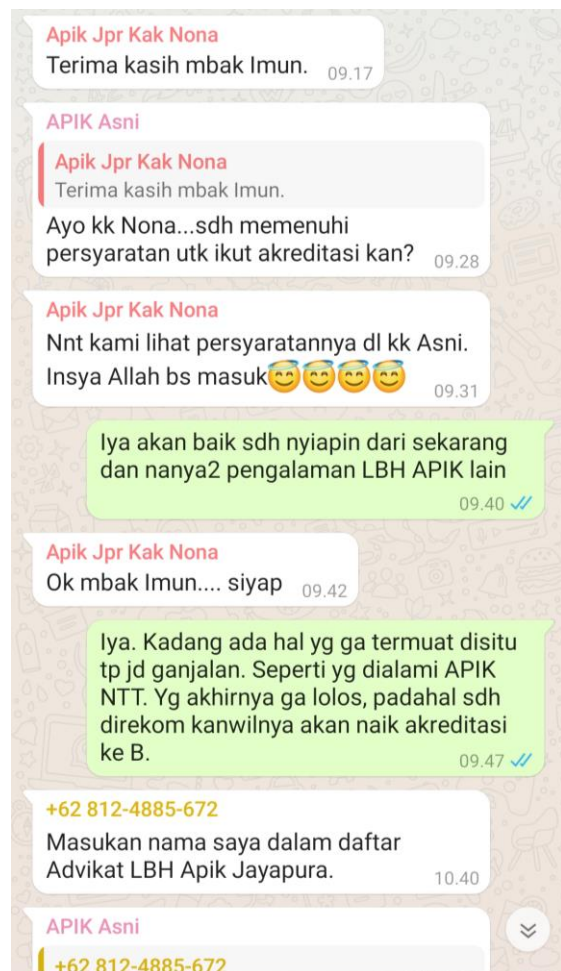 Apik Jpr Kak Nona
Terima kasih mbak Imun.
09.17
APIK Asni
Apik Jpr Kak Nona
Terima kasih mbak Imun.
Ayo kk Nona...sdh memenuhi
persyaratan utk ikut akreditasi kan?
09.28
Apik Jpr Kak Nona
Nnt kami lihat persyaratannya dl kk Asni.
Insya Allah bs masuk😇😇😇😇
09.31
Iya akan baik sdh nyiapin dari sekarang
dan nanya2 pengalaman LBH APIK lain
09.40
Apik Jpr Kak Nona
Ok mbak Imun.... siyap
09.42
Iya. Kadang ada hal yg ga termuat disitu
tp jd ganjalan. Seperti yg dialami APIK
NTT. Yg akhirnya ga lolos, padahal sdh
direkom kanwilnya akan naik akreditasi
ke B.
09.47
+62 812-4885-672
Masukan nama saya dalam daftar
Advikat LBH Apik Jayapura.
10.40
APIK Asni
+62 812-4885-672